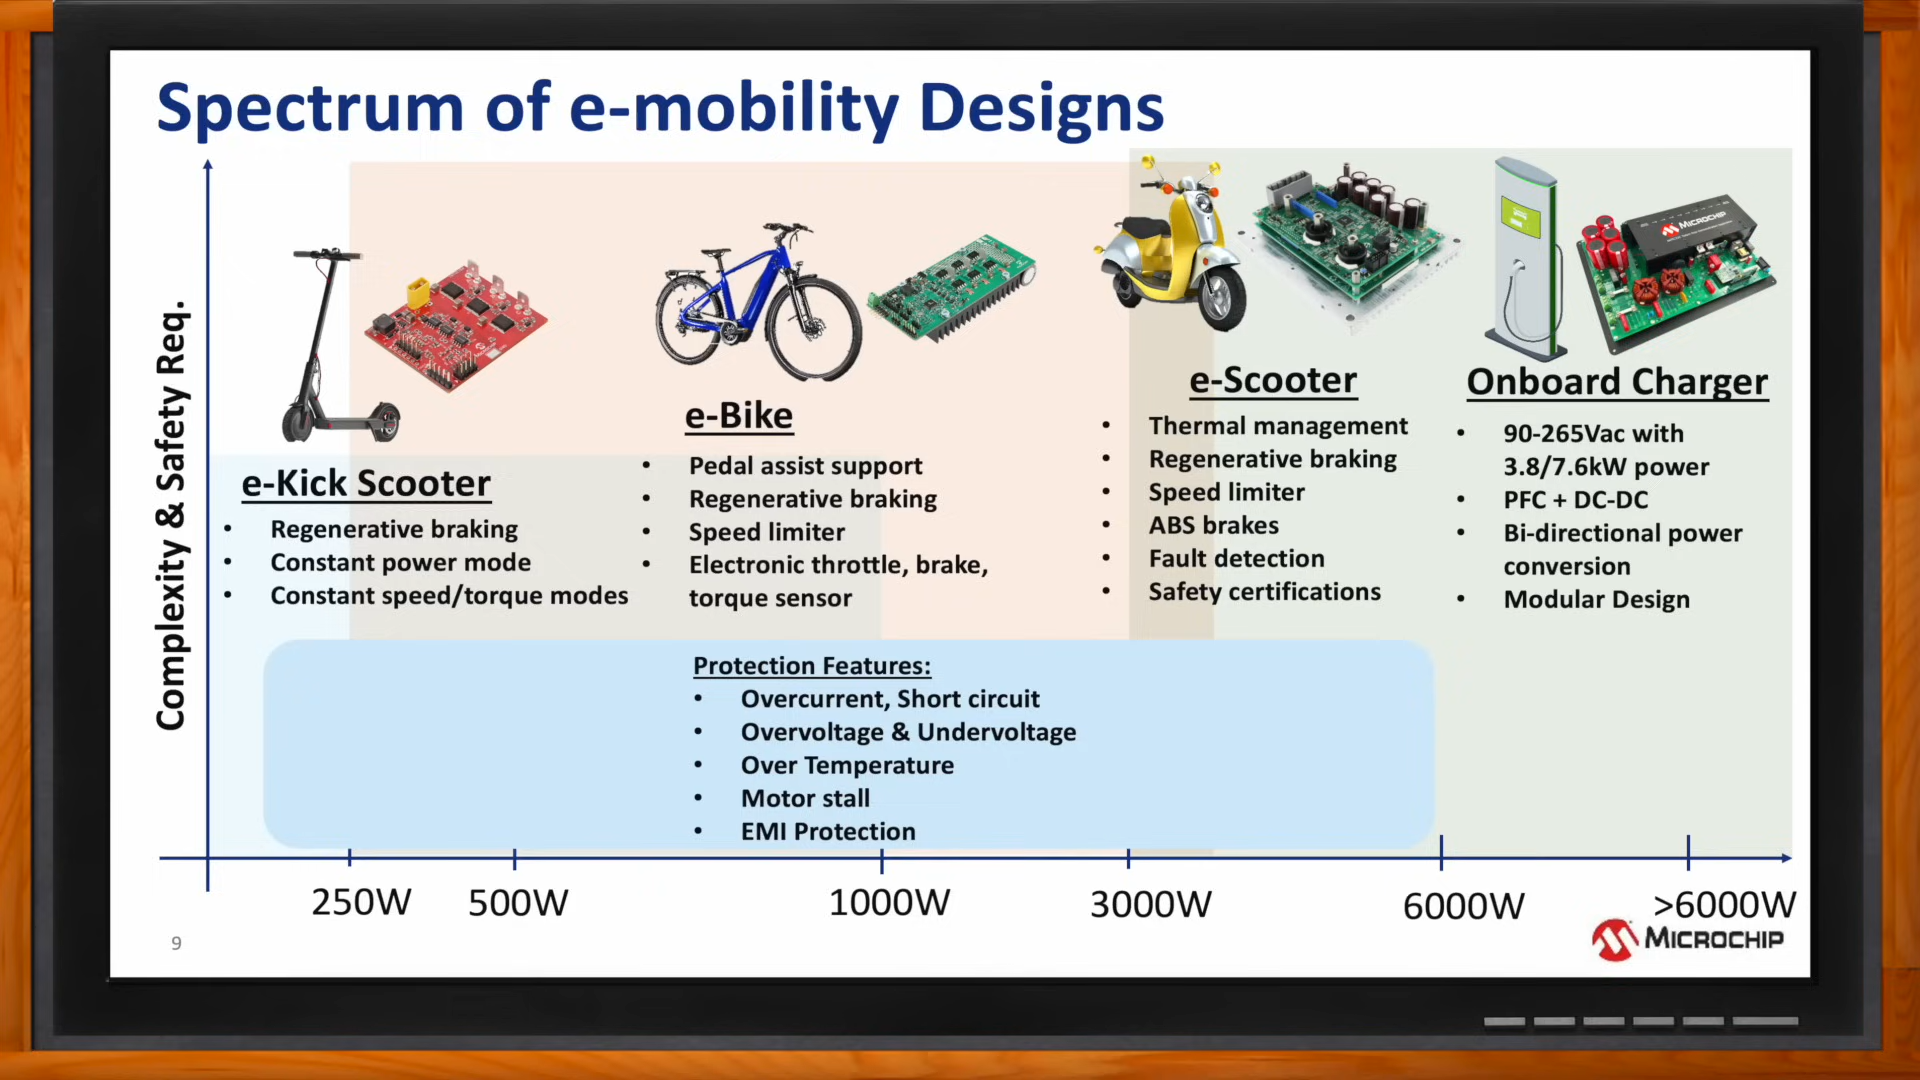 Spectrum of e-mobility Designs
Complexity & Safety Req.
e-Kick Scooter
• Regenerative braking
• Constant power mode
• Constant speed/torque modes
e-Bike
• Pedal assist support
• Regenerative braking
• Speed limiter
• Electronic throttle, brake,
torque sensor
e-Scooter
• Thermal management
• Regenerative braking
• Speed limiter
• ABS brakes
• Fault detection
• Safety certifications
MICROCHIP
Onboard Charger
• 90-265Vac with
3.8/7.6kW power
• PFC + DC-DC
• Bi-directional power
conversion
• Modular Design
Protection Features:
• Overcurrent, Short circuit
• Overvoltage & Undervoltage
• Over Temperature
• Motor stall
• EMI Protection
250W
500W
1000W
3000W
6000W
>6000W
9
MICROCHIP